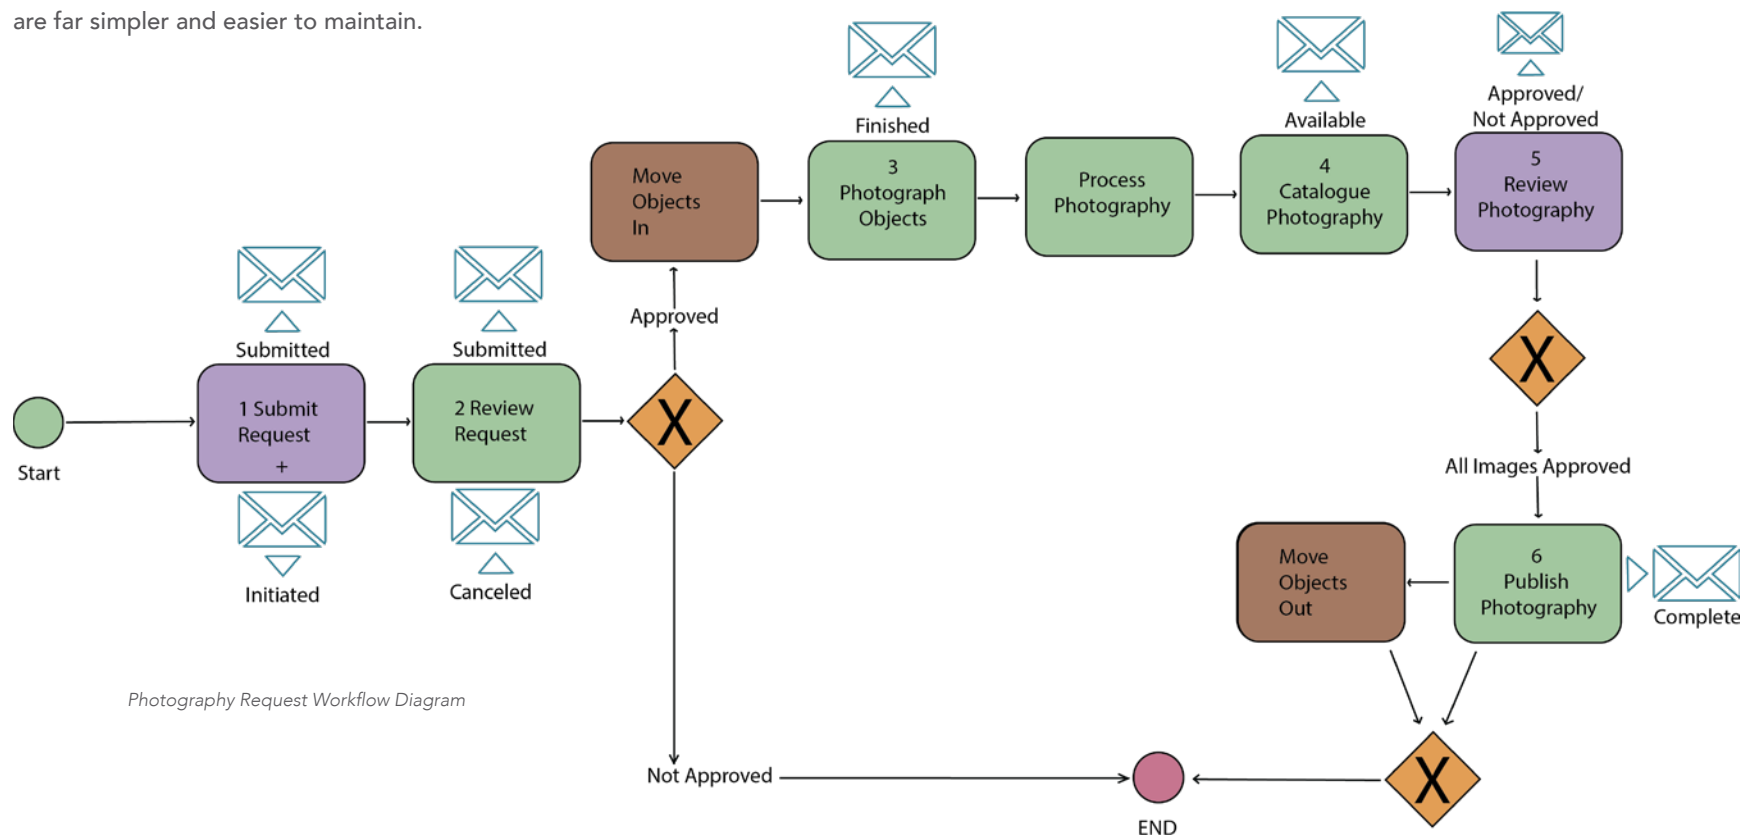 are far simpler and easier to maintain.
Finished
Available
Approved/
Not Approved
Move
Objects
In
3
Photograph
Objects
Process
Photography
4
Catalogue
Photography
5
Review
Photography
Approved
X
Submitted
Submitted
Start
1 Submit
Request
+
2 Review
Request
X
Initiated
Canceled
All Images Approved
Move
Objects
Out
6
Publish
Photography
Complete
Photography Request Workflow Diagram
Not Approved
END
X